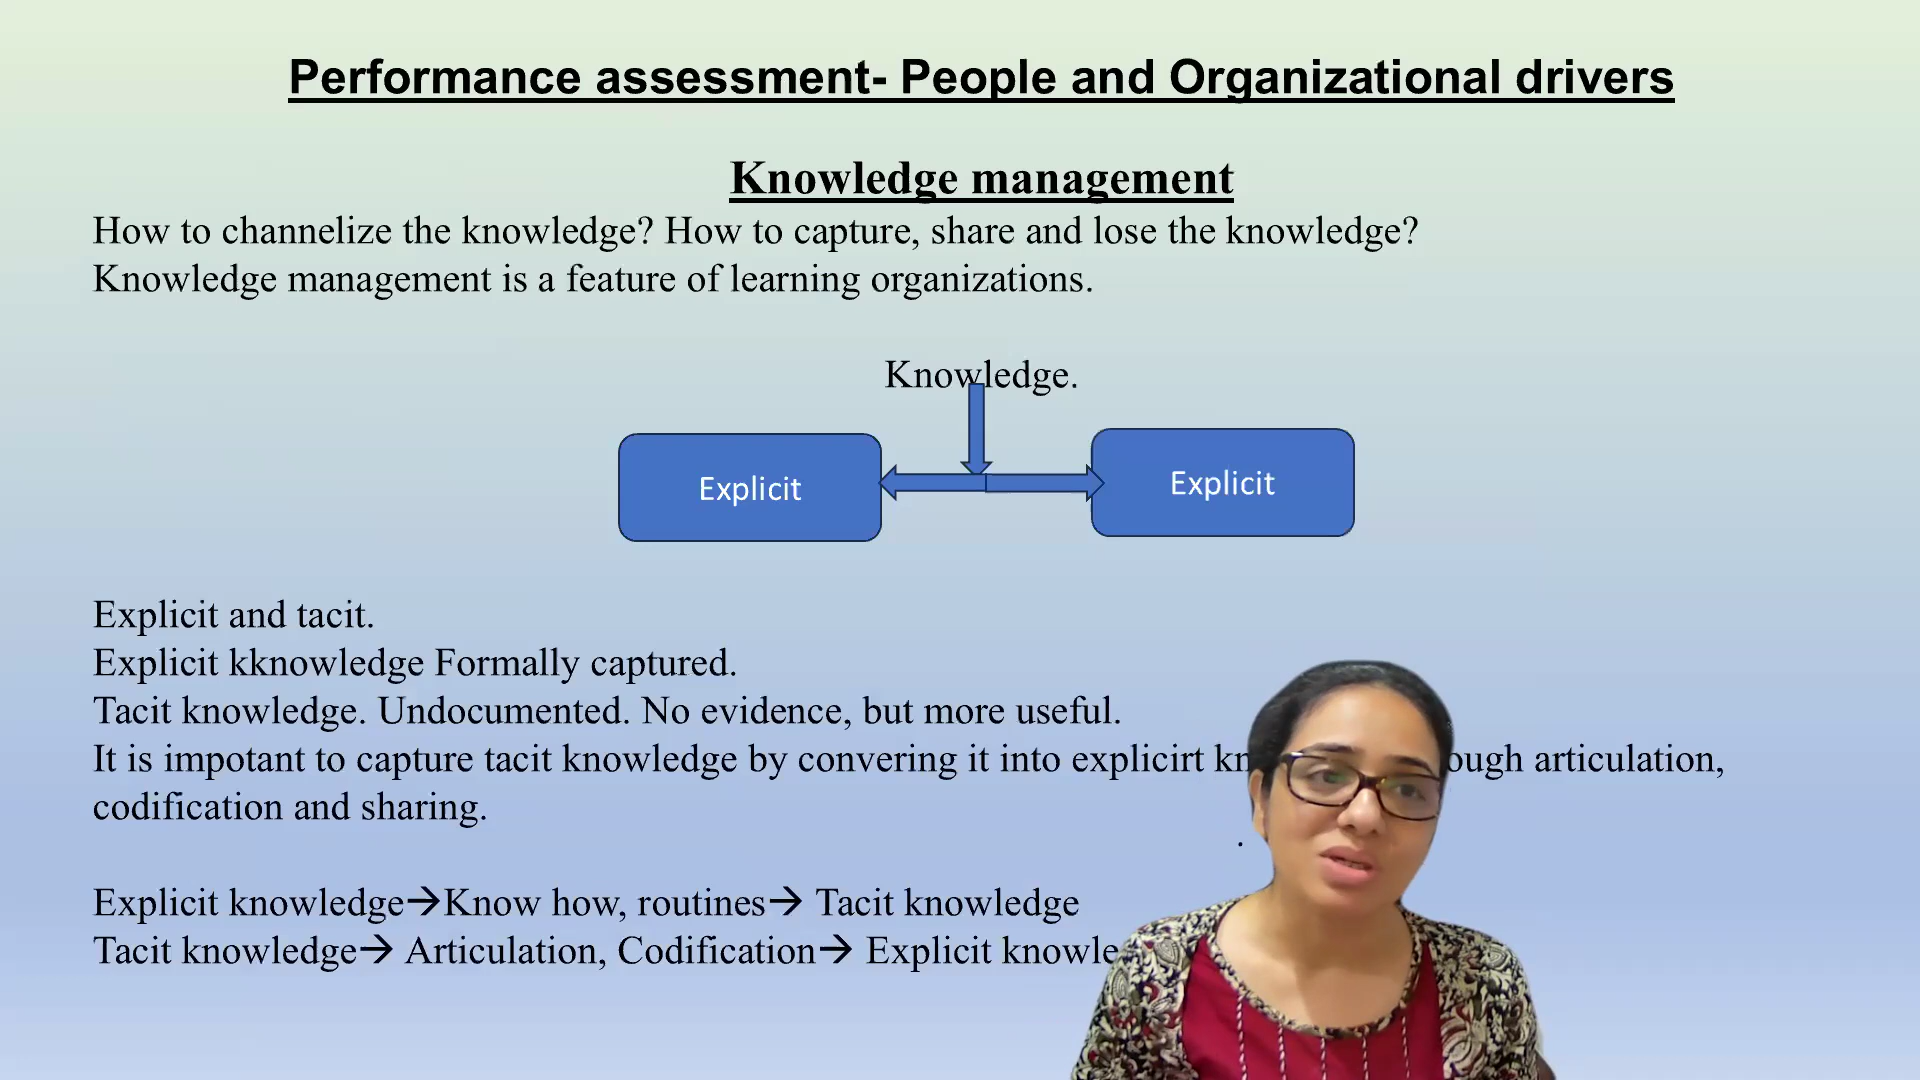 Performance assessment- People and Organizational drivers
Knowledge management
How to channelize the knowledge? How to capture, share and lose the knowledge?
Knowledge management is a feature of learning organizations.
Knowledge.
Explicit
Explicit
Explicit and tacit.
Explicit kknowledge Formally captured.
Tacit knowledge. Undocumented. No evidence, but more useful.
It is impotant to capture tacit knowledge by convering it into explicirt articulation,
codification and sharing.
.
Explicit knowledge→Know how, routines→ Tacit knowledge
Tacit knowledge→ Articulation, Codification→ Explicit